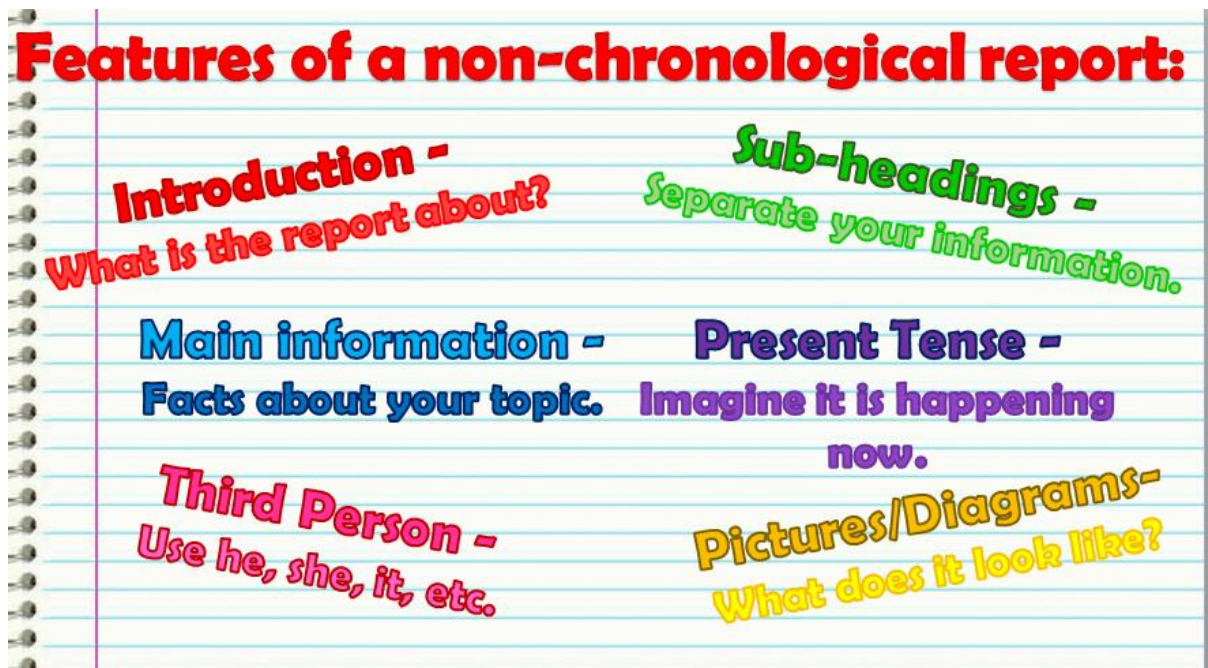 Features of a non-chronological report:
Introduction -
What is the report about?
Sub-headings -
Separate your information.
Main information -
Facts about your topic.
Present Tense -
Imagine it is happening
now.
Third Person -
Use he, she, it, etc.
Pictures/Diagrams-
What does it look like?